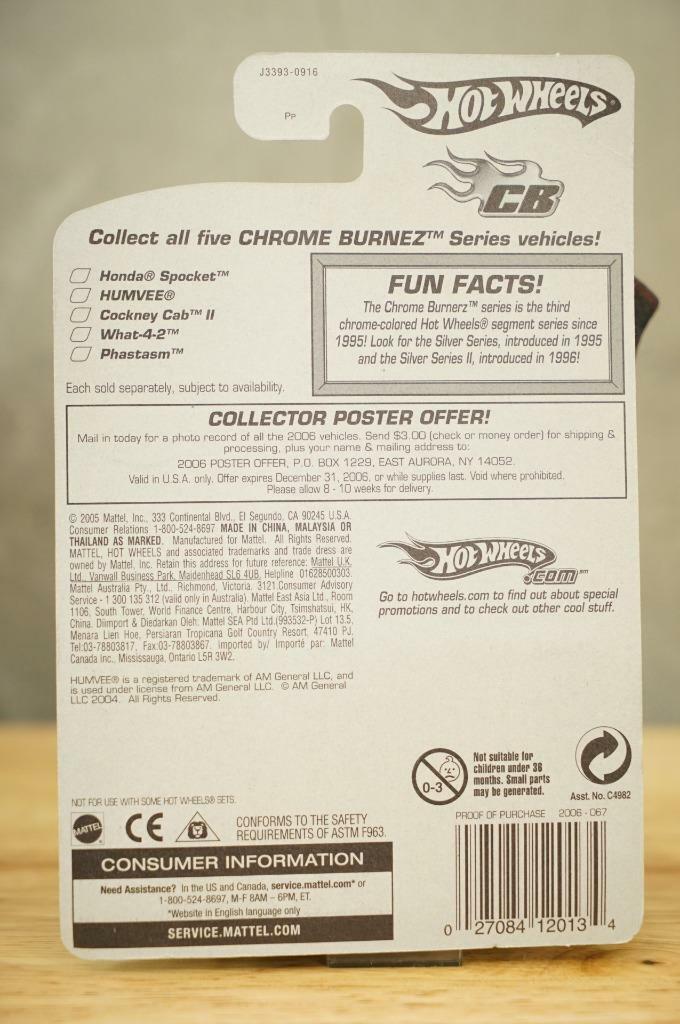 J3393-0916
Pp
HOT WHEELS
CB
Collect all five CHROME BURNEZ™ Series vehicles!
Honda® Spocket™
HUMVEE®
Cockney Cab™ II
What-4-2™
Phastasm™
Each sold separately, subject to availability.
FUN FACTS!
The Chrome Burnerz™ series is the third
chrome-colored Hot Wheels® segment series since
1995! Look for the Silver Series, introduced in 1995
and the Silver Series II, introduced in 1996!
COLLECTOR POSTER OFFER!
Mail in today for a photo record of all the 2006 vehicles. Send $3.00 (check or money order) for shipping &
processing, plus your name & mailing address to:
2006 POSTER OFFER, P.O. BOX 1229, EAST AURORA, NY 14052.
Valid in U.S.A. only. Offer expires December 31, 2006, or while supplies last. Void where prohibited.
Please allow 8 - 10 weeks for delivery.
© 2005 Mattel, Inc., 333 Continental Blvd., El Segundo, CA 90245 U.S.A.
Consumer Relations 1-800-524-8697 MADE IN CHINA, MALAYSIA OR
THAILAND AS MARKED. Manufactured for Mattel. All Rights Reserved.
MATTEL, HOT WHEELS and associated trademarks and trade dress are
owned by Mattel, Inc. Retain this address for future reference: Mattel U.K.
Ltd., Vanwall Business Park, Maidenhead SL6 4UB. Helpline 01628500303.
Mattel Australia Pty., Ltd., Richmond, Victoria. 3121.Consumer Advisory
Service - 1 300 135 312 (valid only in Australia). Mattel East Asia Ltd., Room
1106, South Tower, World Finance Centre, Harbour City, Tsimshatsui, HK,
China. Diimport & Diedarkan Oleh: Mattel SEA Ptd Ltd.(993532-P) Lot 13.5,
Menara Lien Hoe, Persiaran Tropicana Golf Country Resort, 47410 PJ.
Tel:03-78803817, Fax:03-78803867. Imported by/ Importé par: Mattel
Canada Inc., Mississauga, Ontario L5R 3W2.
HUMVEE® is a registered trademark of AM General LLC, and
is used under license from AM General LLC. © AM General
LLC 2004. All Rights Reserved.
HOT WHEELS
.COM℠
Go to hotwheels.com to find out about special
promotions and to check out other cool stuff.
0-3
Not suitable for
children under 36
months. Small parts
may be generated.
Asst. No. C4982
NOT FOR USE WITH SOME HOT WHEELS® SETS.
MATTEL
CE
CONFORMS TO THE SAFETY
REQUIREMENTS OF ASTM F963.
PROOF OF PURCHASE 2006 - 067
CONSUMER INFORMATION
Need Assistance? In the US and Canada, service.mattel.com* or
1-800-524-8697, M-F 8AM – 6PM, ET.
*Website in English language only
SERVICE.MATTEL.COM
0 27084 12013 4